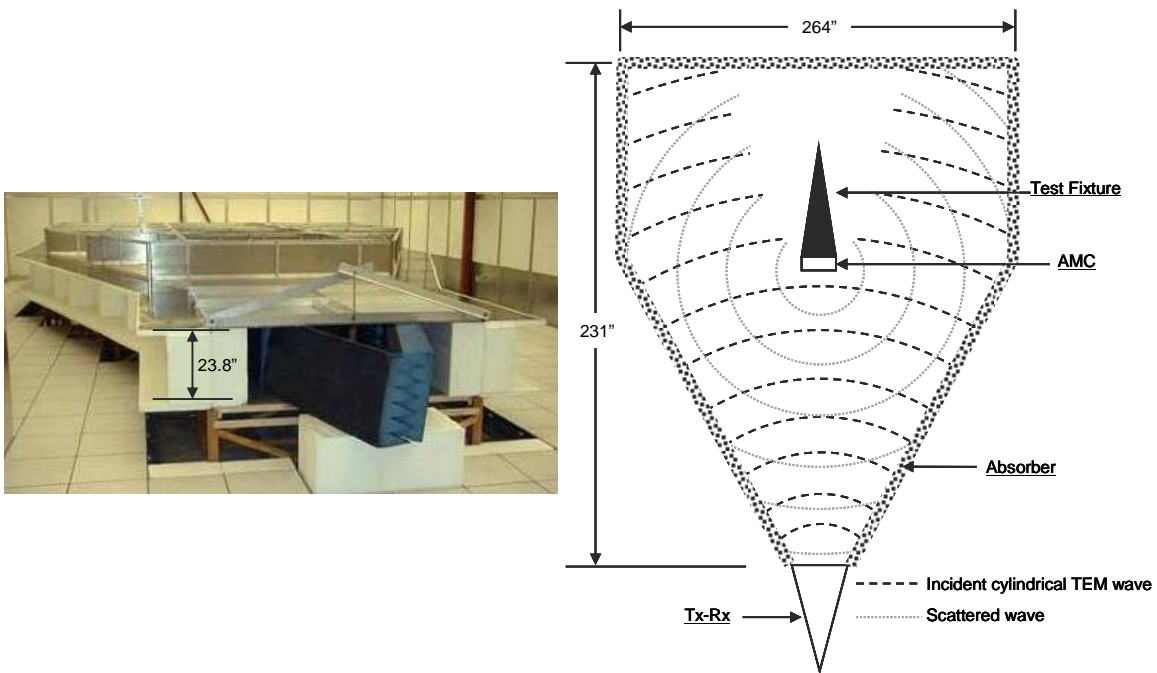 264”
Test Fixture
AMC
231”
23.8”
Absorber
Incident cylindrical TEM wave
Tx-Rx
Scattered wave